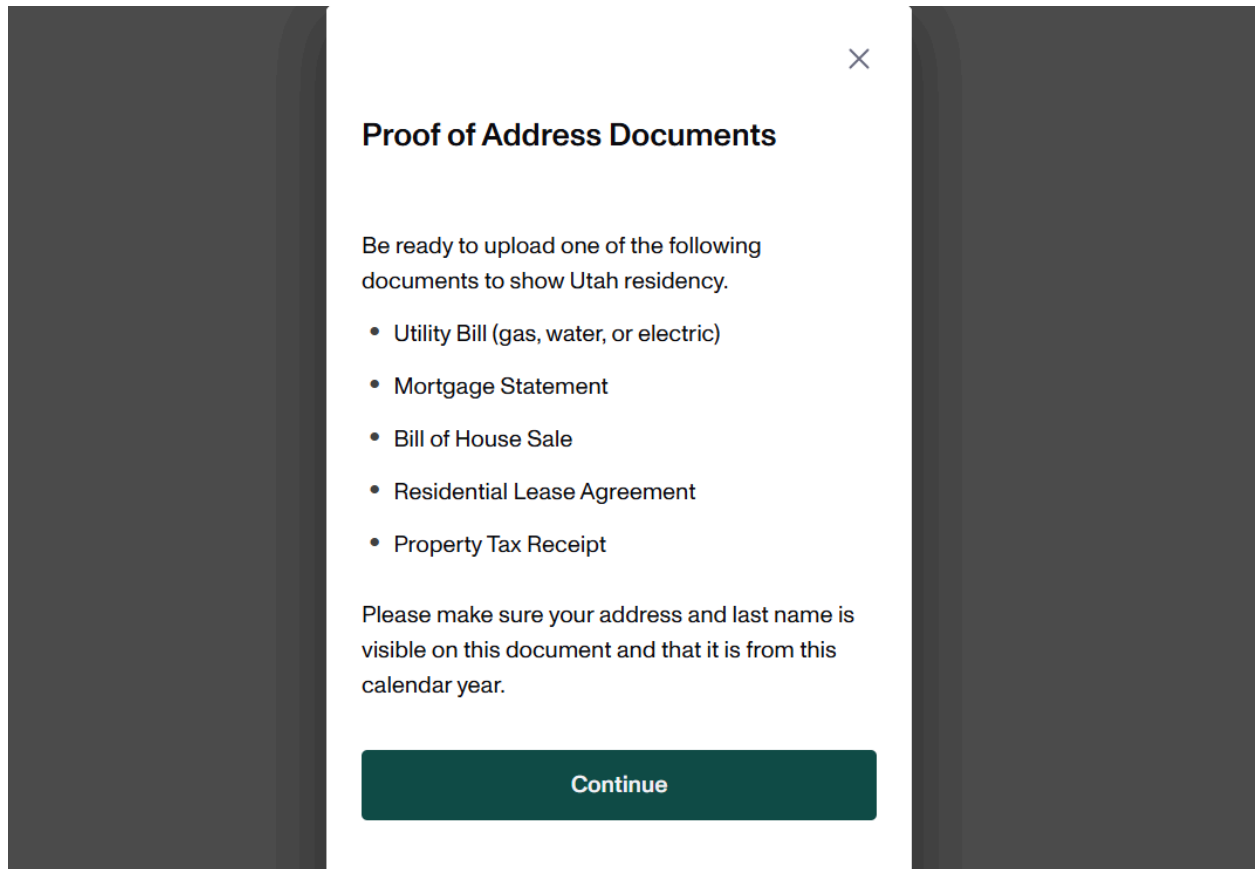 Proof of Address Documents
Be ready to upload one of the following
documents to show Utah residency.
• Utility Bill (gas, water, or electric)
• Mortgage Statement
• Bill of House Sale
• Residential Lease Agreement
• Property Tax Receipt
Please make sure your address and last name is
visible on this document and that it is from this
calendar year.
Continue